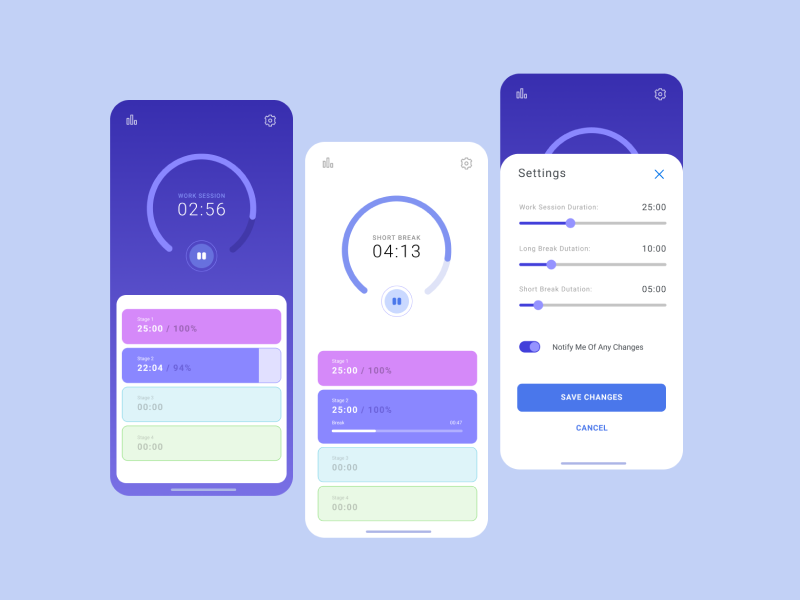 WORK SESSION
02:56
Stage 1
25:00 / 100%
Stage 2
22:04 / 94%
Stage 3
00:00
Stage 4
00:00
SHORT BREAK
04:13
Stage 1
25:00 / 100%
Stage 2
25:00 / 100%
Break 00:47
Stage 3
00:00
Stage 4
00:00
Settings
Work Session Duration: 25:00
Long Break Dutation: 10:00
Short Break Dutation: 05:00
Notify Me Of Any Changes
SAVE CHANGES
CANCEL